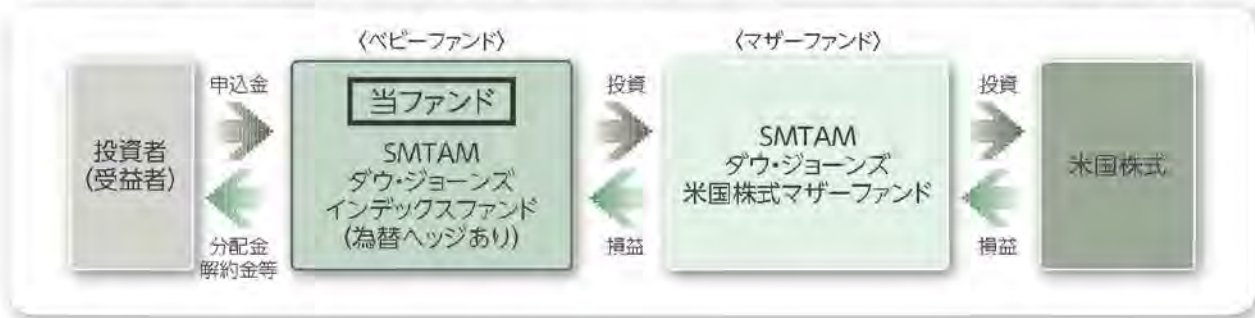 投資者
(受益者)
申込金
分配金
解約金等
〈ベビーファンド〉
当ファンド
SMTAM
ダウ・ジョーンズ
インデックスファンド
(為替ヘッジあり)
投資
損益
〈マザーファンド〉
SMTAM
ダウ・ジョーンズ
米国株式マザーファンド
投資
損益
米国株式